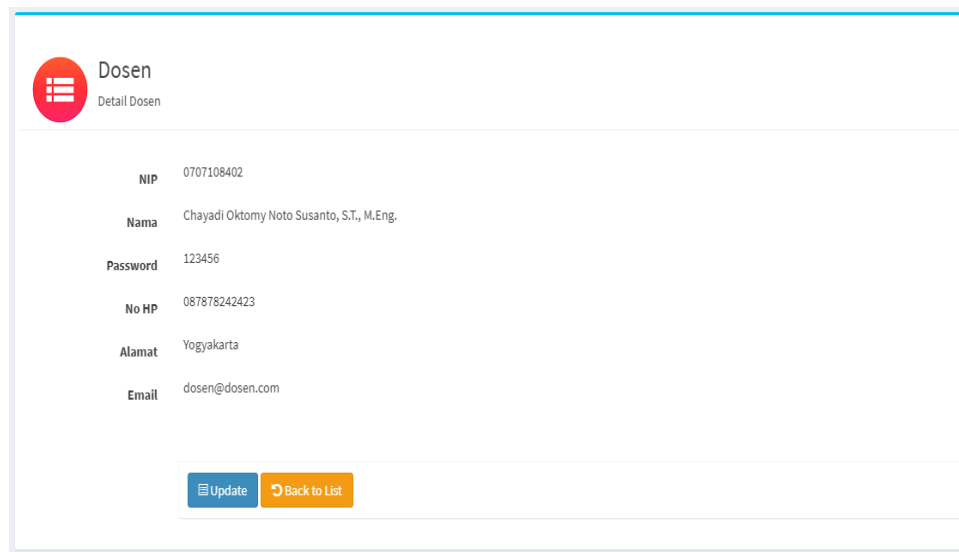 Dosen
Detail Dosen
NIP 0707108402
Nama Chayadi Oktomy Noto Susanto, S.T., M.Eng.
Password 123456
No HP 087878242423
Alamat Yogyakarta
Email dosen@dosen.com
Update Back to List